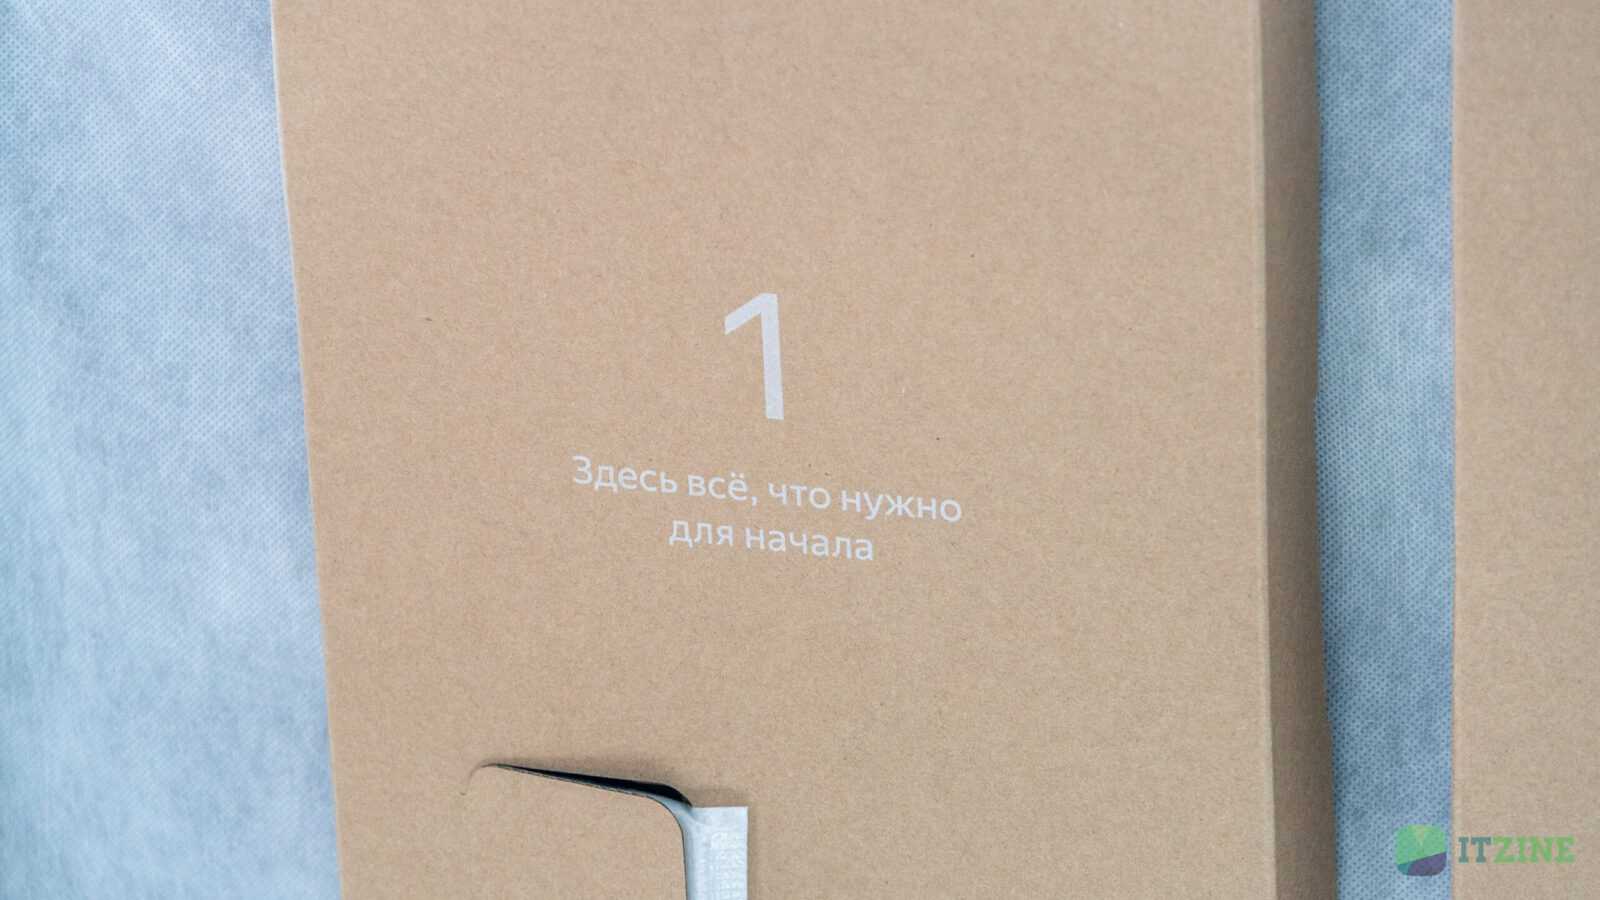 1
Здесь всё, что нужно
для начала
ITZINE